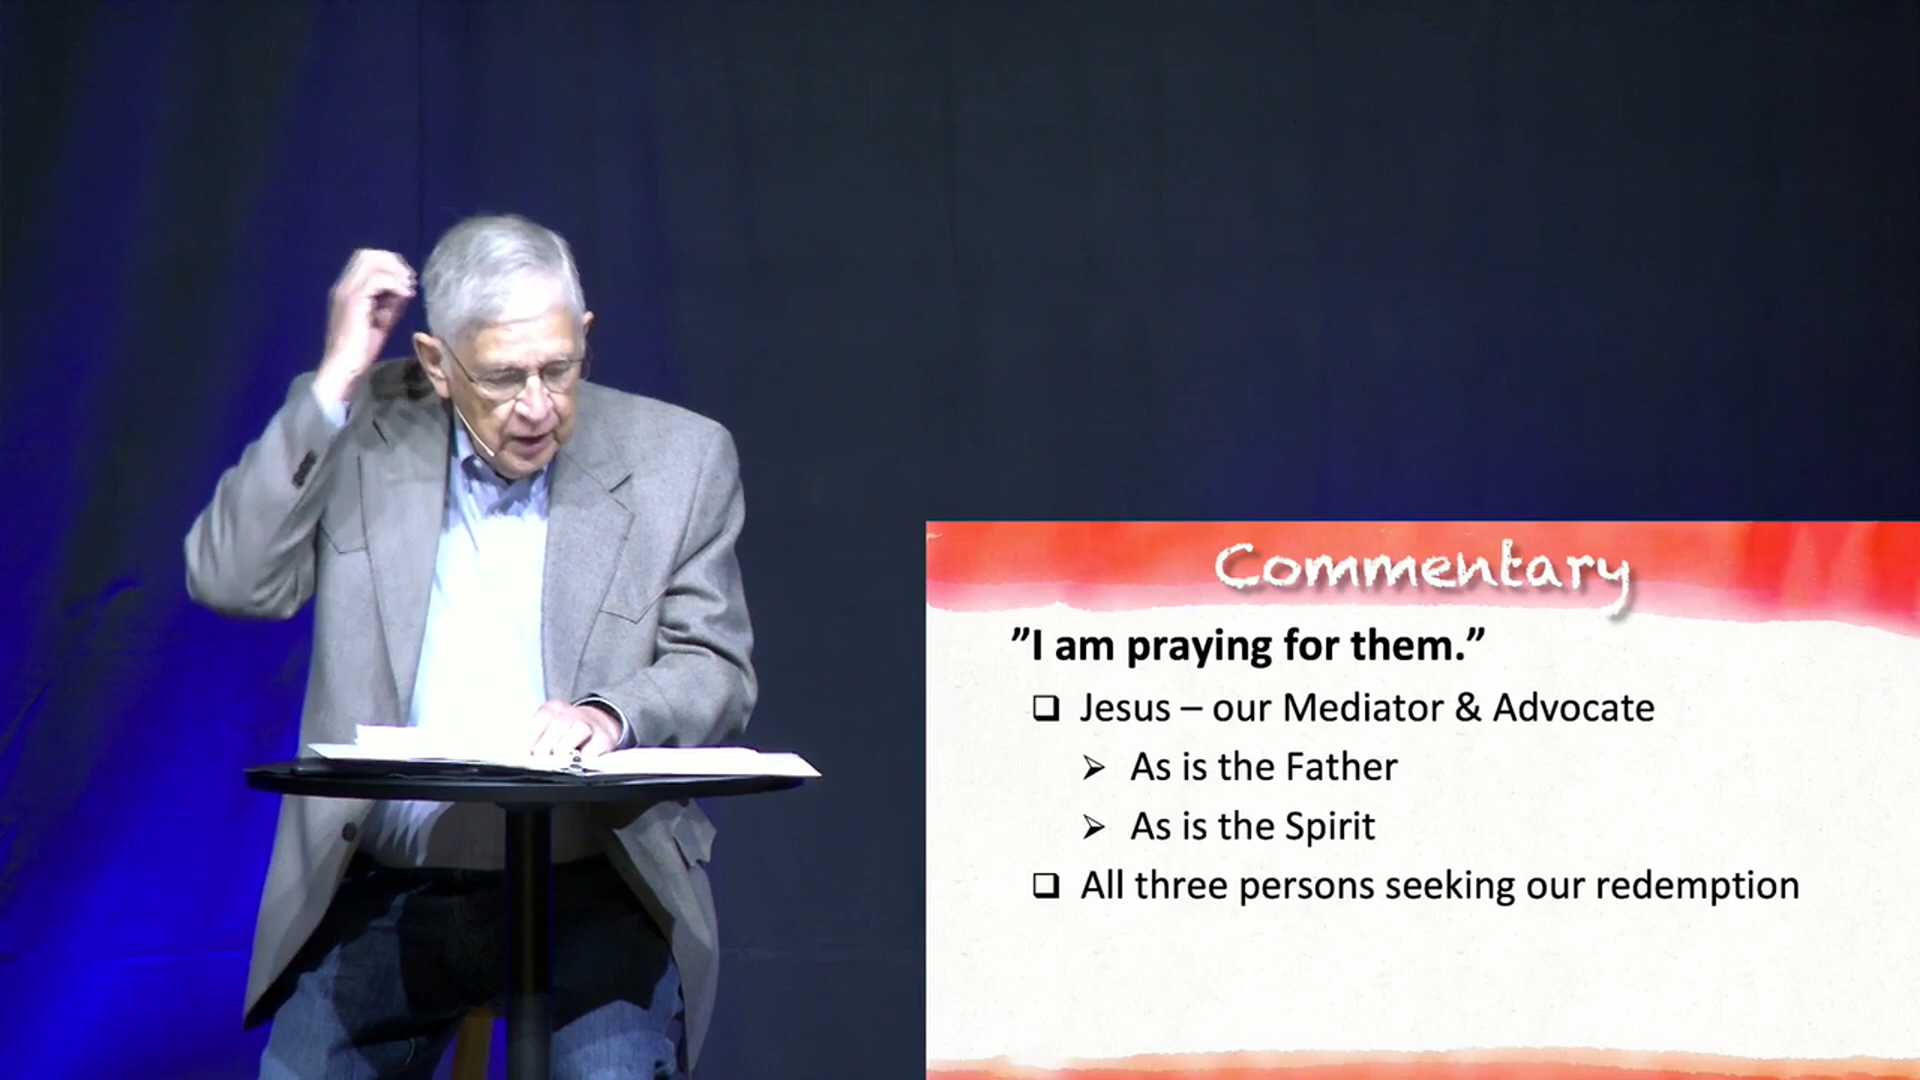 Commentary
”I am praying for them.”
❑ Jesus – our Mediator & Advocate
➢ As is the Father
➢ As is the Spirit
❑ All three persons seeking our redemption